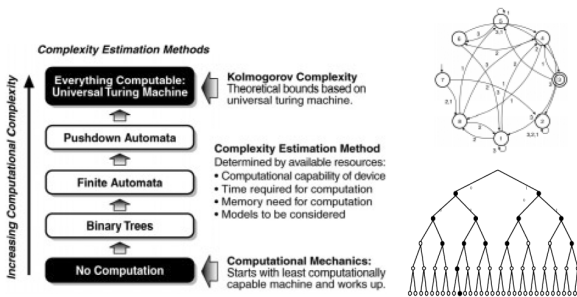 Complexity Estimation Methods
Increasing Computational Complexity
Everything Computable:
Universal Turing Machine
Pushdown Automata
Finite Automata
Binary Trees
No Computation
Kolmogorov Complexity
Theoretical bounds based on
universal turing machine.
Complexity Estimation Method
Determined by available resources:
• Computational capability of device
• Time required for computation
• Memory need for computation
• Models to be considered
Computational Mechanics:
Starts with least computationally
capable machine and works up.